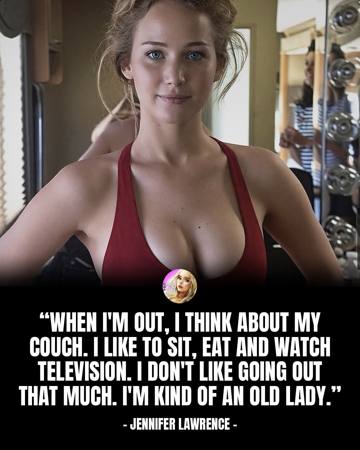 “WHEN I'M OUT, I THINK ABOUT MY
COUCH. I LIKE TO SIT, EAT AND WATCH
TELEVISION. I DON'T LIKE GOING OUT
THAT MUCH. I'M KIND OF AN OLD LADY.”
- JENNIFER LAWRENCE -